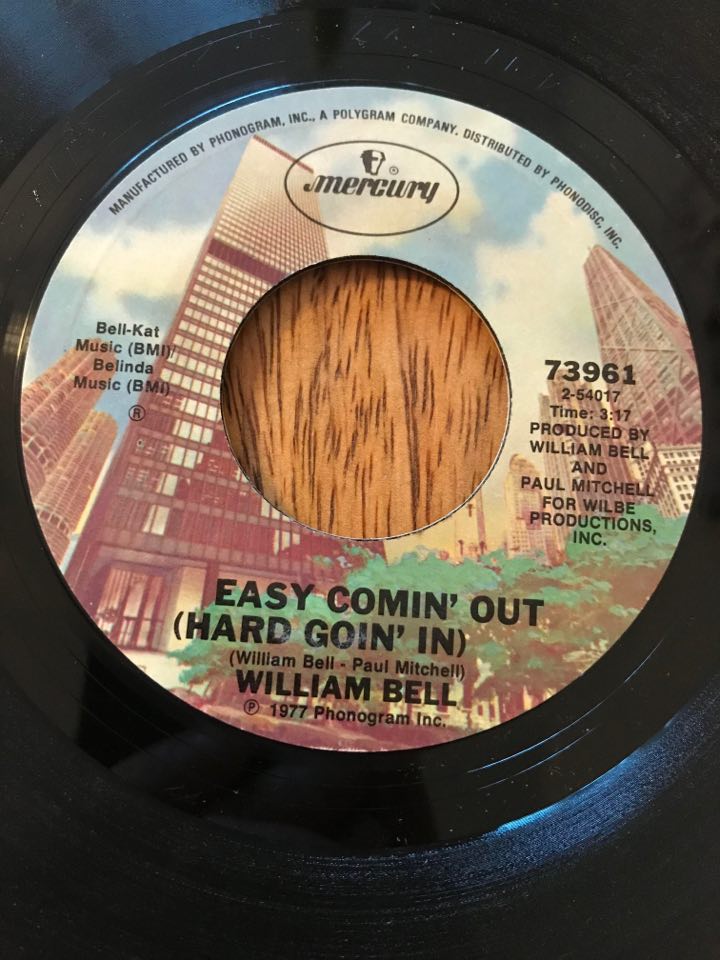 MANUFACTURED BY PHONOGRAM, INC., A POLYGRAM COMPANY. DISTRIBUTED BY PHONODISC, INC.
mercury ®
Bell-Kat
Music (BMI)/
Belinda
Music (BMI)
Ⓡ
73961
2-54017
Time: 3:17
PRODUCED BY
WILLIAM BELL
AND
PAUL MITCHELL
FOR WILBE
PRODUCTIONS,
INC.
EASY COMIN' OUT
(HARD GOIN' IN)
(William Bell - Paul Mitchell)
WILLIAM BELL
℗ 1977 Phonogram Inc.